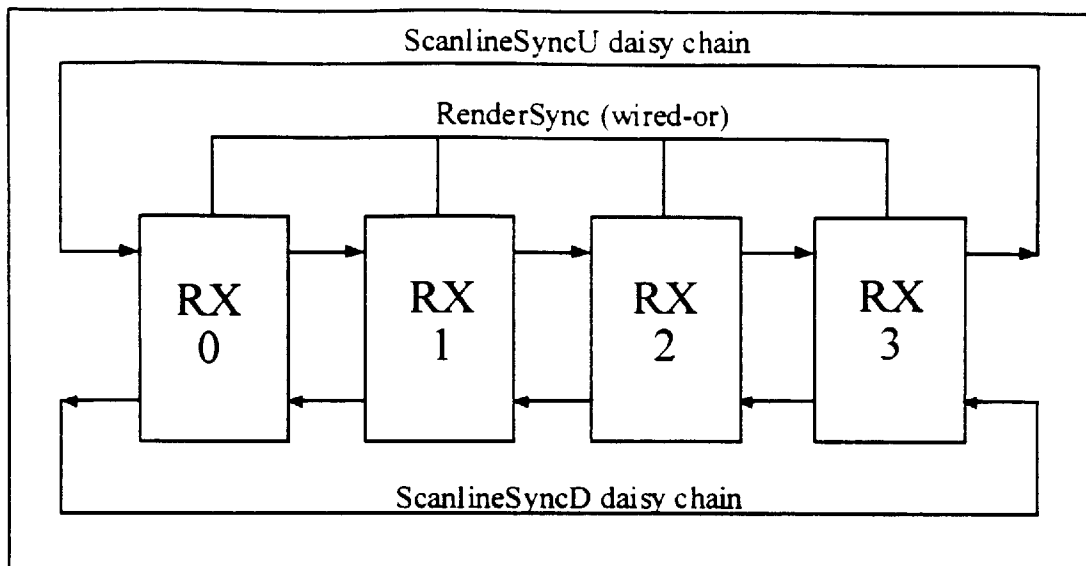 ScanlineSyncU daisy chain
RenderSync (wired-or)
RX
0
RX
1
RX
2
RX
3
ScanlineSyncD daisy chain